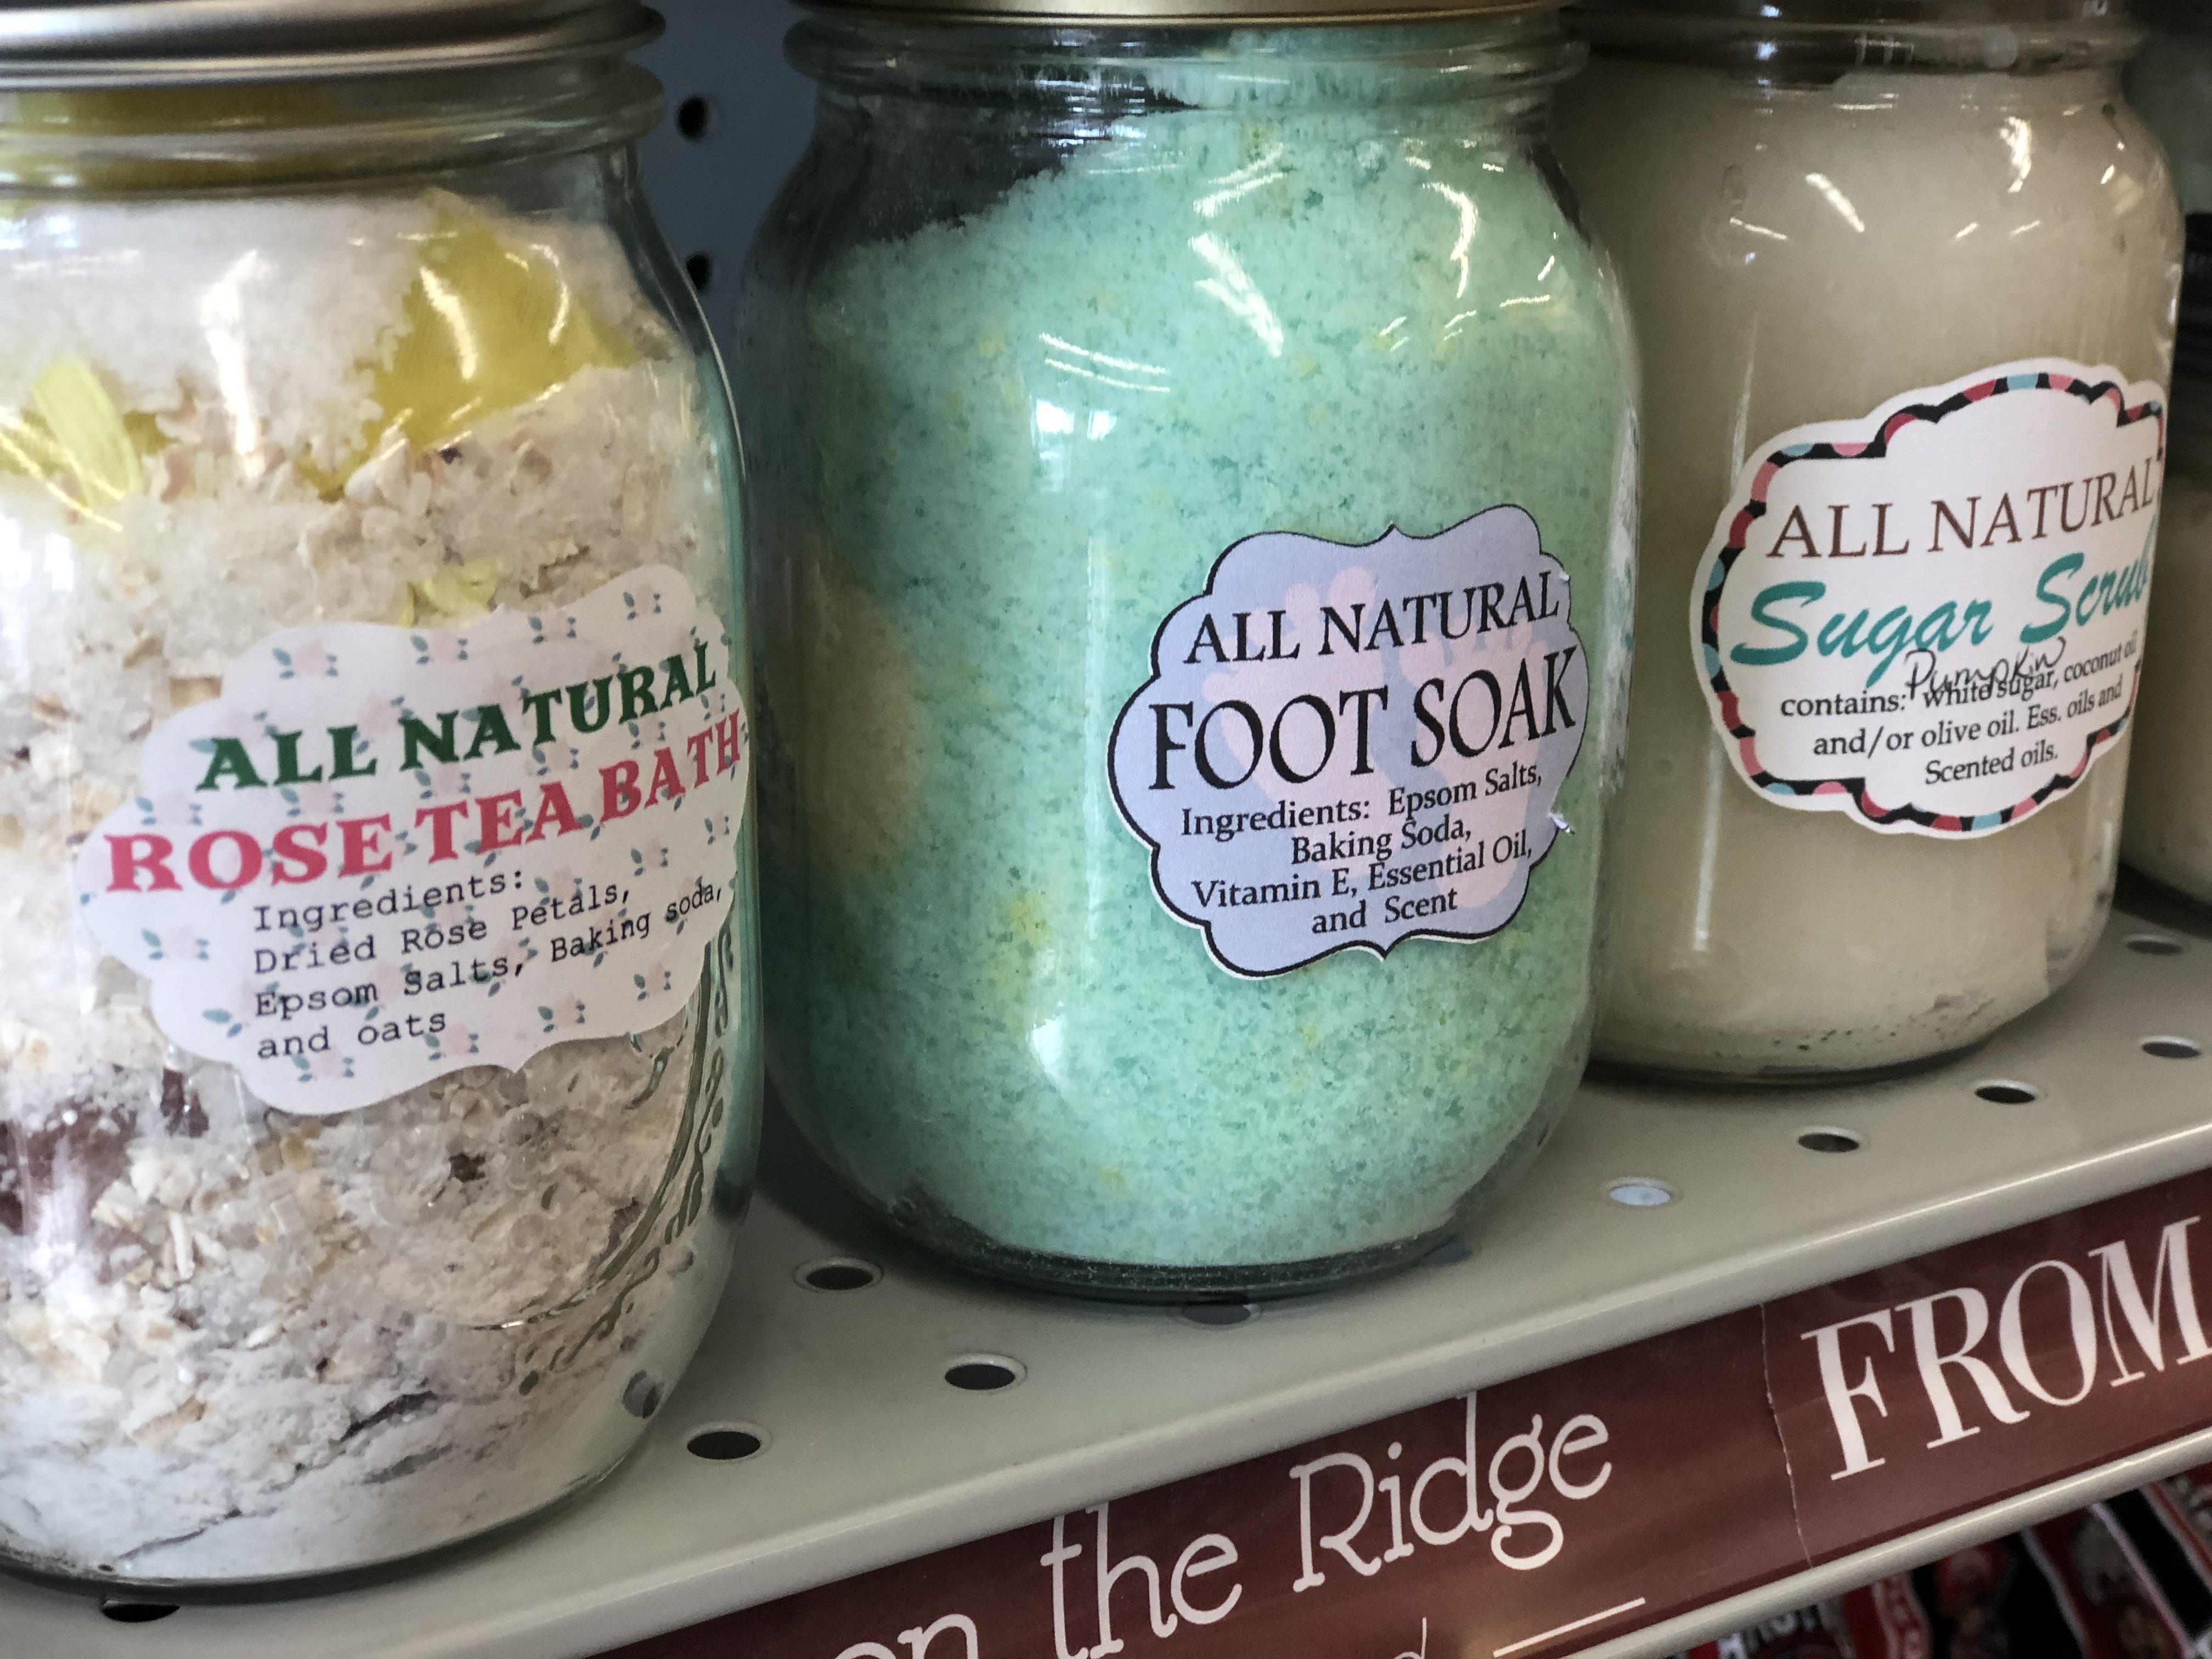 ALL NATURAL
ROSE TEA BATH
Ingredients:
Dried Rose Petals,
Epsom Salts, Baking soda,
and oats
ALL NATURAL
FOOT SOAK
Ingredients: Epsom Salts,
Baking Soda,
Vitamin E, Essential Oil,
and Scent
ALL NATURAL
Sugar Scrub
Pumpkin
contains: white sugar, coconut oil
and/or olive oil. Ess. oils and
Scented oils.
on the Ridge
FROM